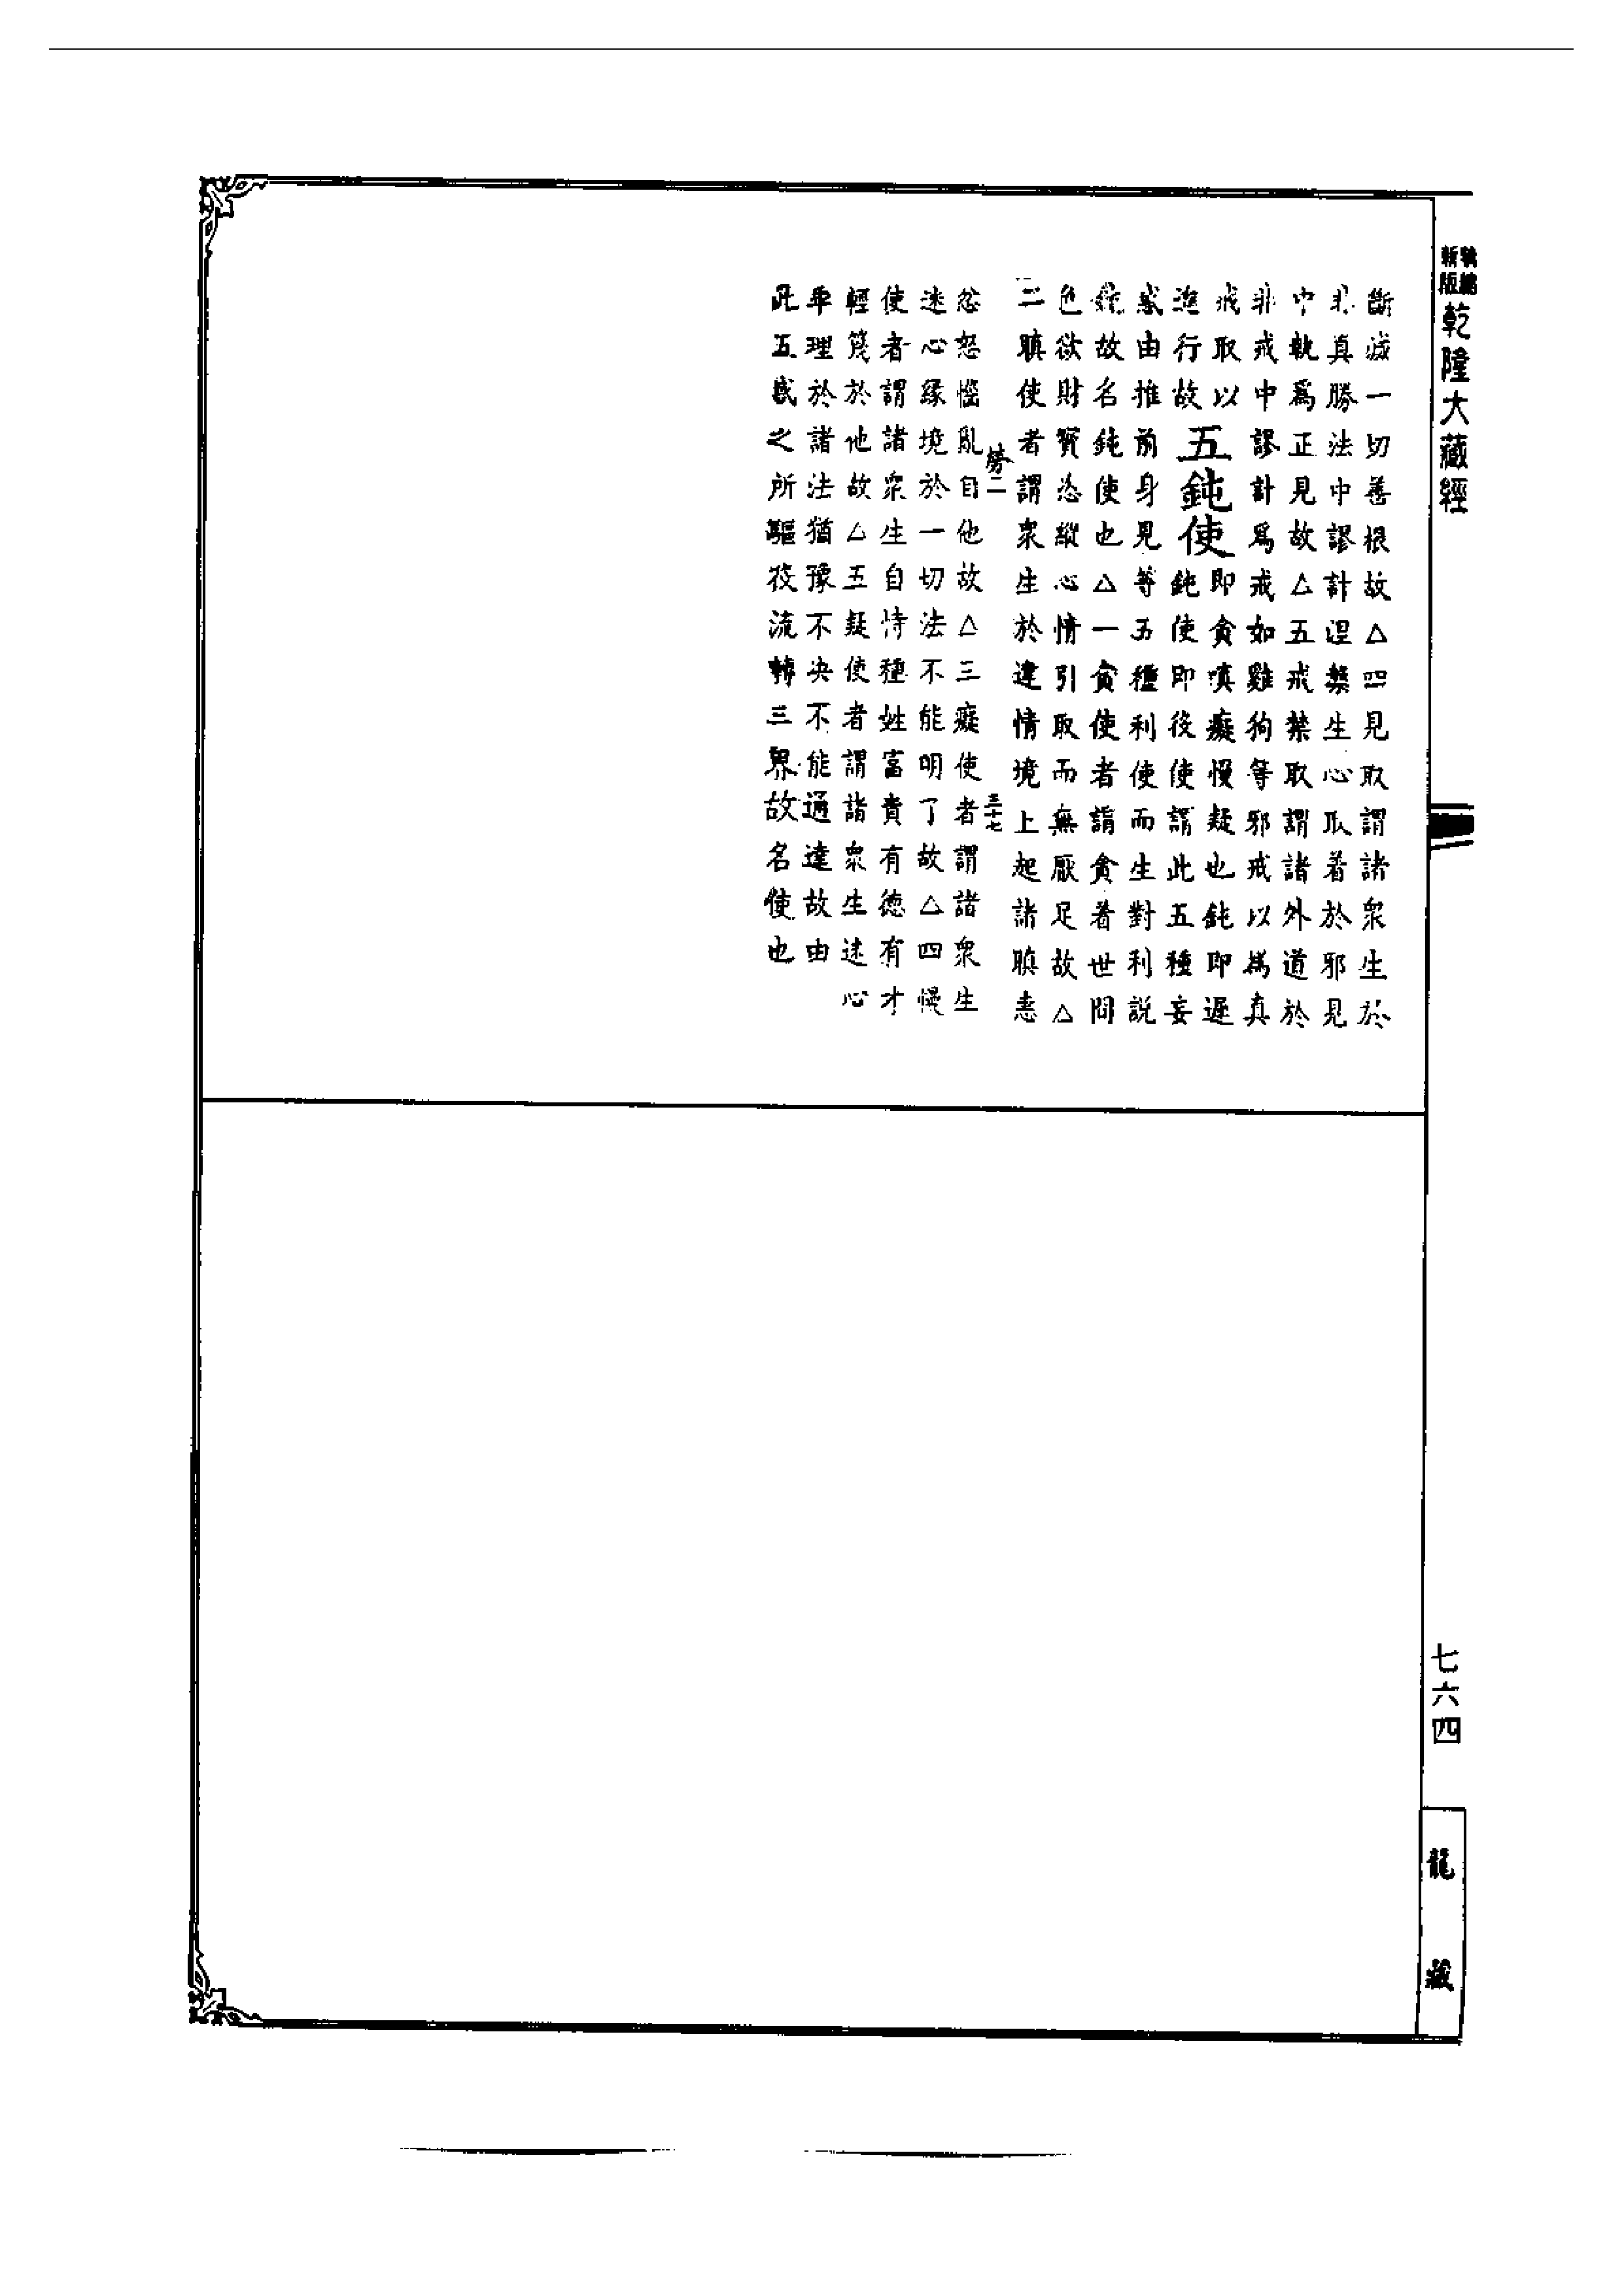 新編
新版
乾隆大藏經
斷滅一切善根故△四見取謂諸衆生於
非真勝法中謬計涅槃生心取着於邪見
中執爲正見故△五戒禁取謂諸外道於
非戒中謬計爲戒如雞狗等邪戒以爲真
戒取以
進行故
五鈍使
即貪嗔癡慢疑也鈍即遲
鈍使即後使謂此五種妄
惑由推前身見等五種利使而生對利説
鈍故名鈍使也△一貪使者謂貪着世間
色欲財寶恣縱心情引取而無厭足故△
二瞋使者謂衆生於違情境上起諸瞋恚
二
三十七
忿怒惱亂自他故△三癡使者謂諸衆生
迷心緣境於一切法不能明了故△四慢
使者謂諸衆生自恃種姓富貴有德有才
輕篾於他故△五疑使者謂諸衆生迷心
乖理於諸法猶豫不決不能通達故由
此五惑之所驅役流轉三界故名使也
七六四
龍藏